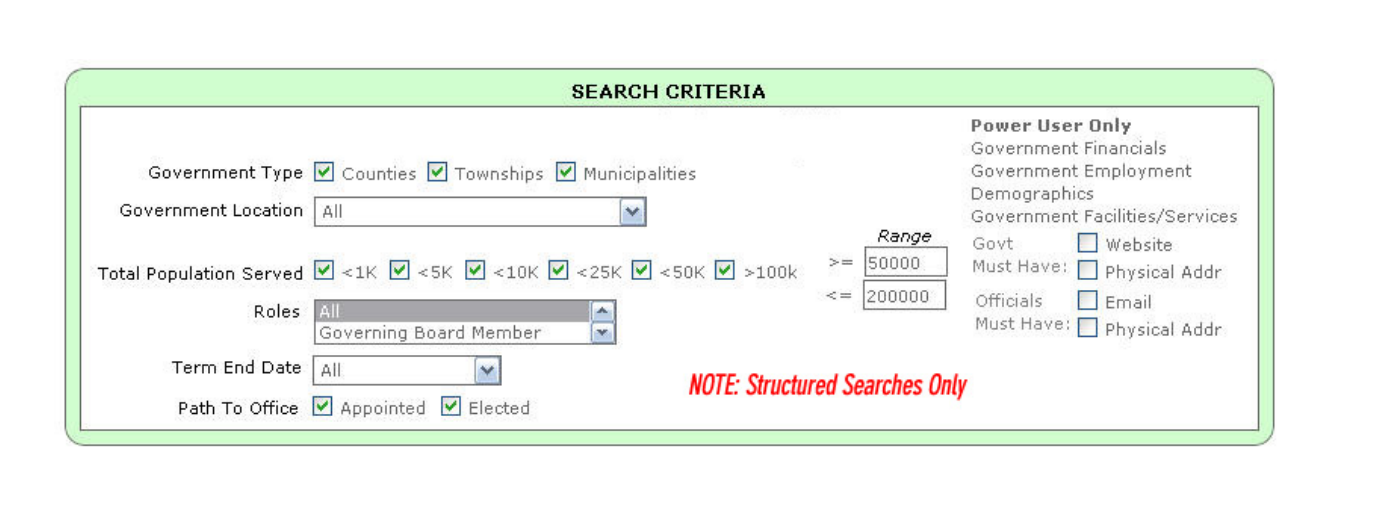 SEARCH CRITERIA
Power User Only
Government Financials
Government Type Counties Townships Municipalities Government Employment
Demographics
Government Location All Government Facilities/Services
Range
Govt Website
Total Population Served <1K <5K <10K <25K <50K >100k >= 50000 Must Have: Physical Addr
<= 200000 Officials Email
Roles All
Governing Board Member Must Have: Physical Addr
Term End Date All
NOTE: Structured Searches Only
Path To Office Appointed Elected